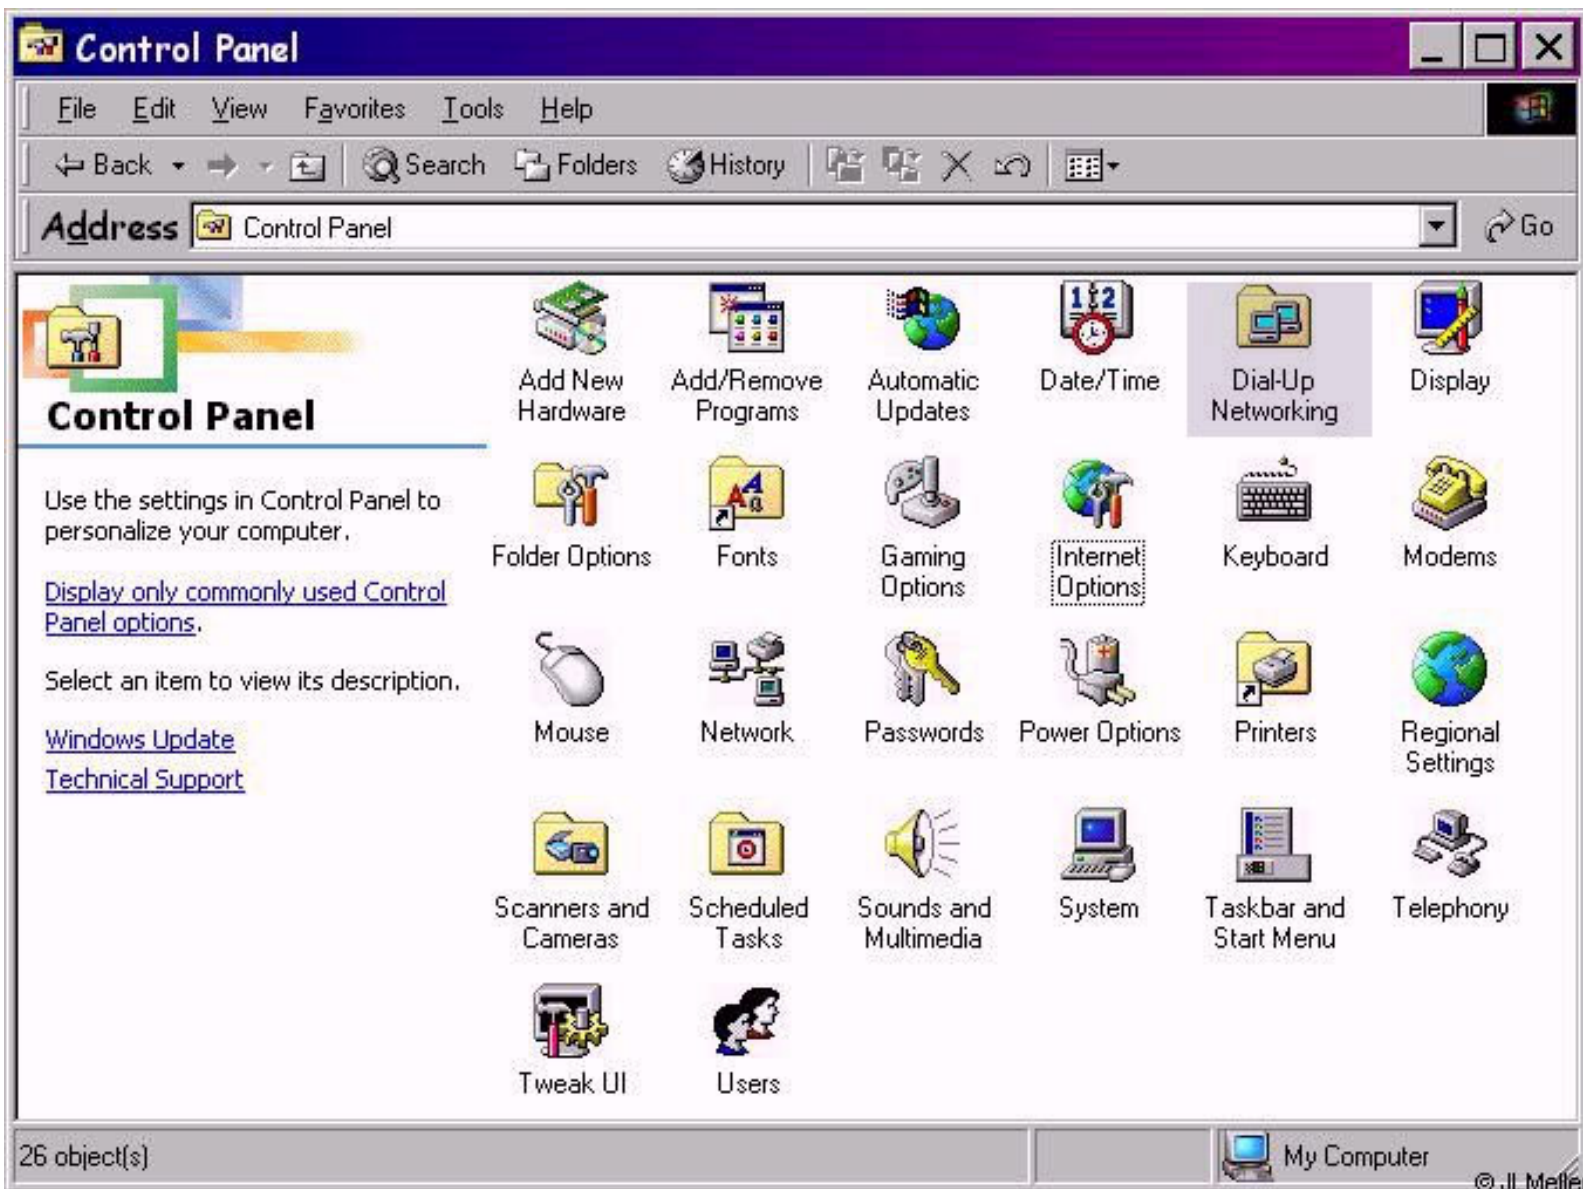 Control Panel
File Edit View Favorites Tools Help
Back Search Folders History
Address Control Panel Go
Control Panel
Use the settings in Control Panel to
personalize your computer.
Display only commonly used Control
Panel options.
Select an item to view its description.
Windows Update
Technical Support
Add New
Hardware
Add/Remove
Programs
Automatic
Updates
12
Date/Time
Dial-Up
Networking
Display
Folder Options
Fonts
Gaming
Options
Internet
Options
Keyboard
Modems
Mouse
Network
Passwords
Power Options
Printers
Regional
Settings
Scanners and
Cameras
Scheduled
Tasks
Sounds and
Multimedia
System
Taskbar and
Start Menu
Telephony
Tweak UI
Users
26 object(s)
My Computer